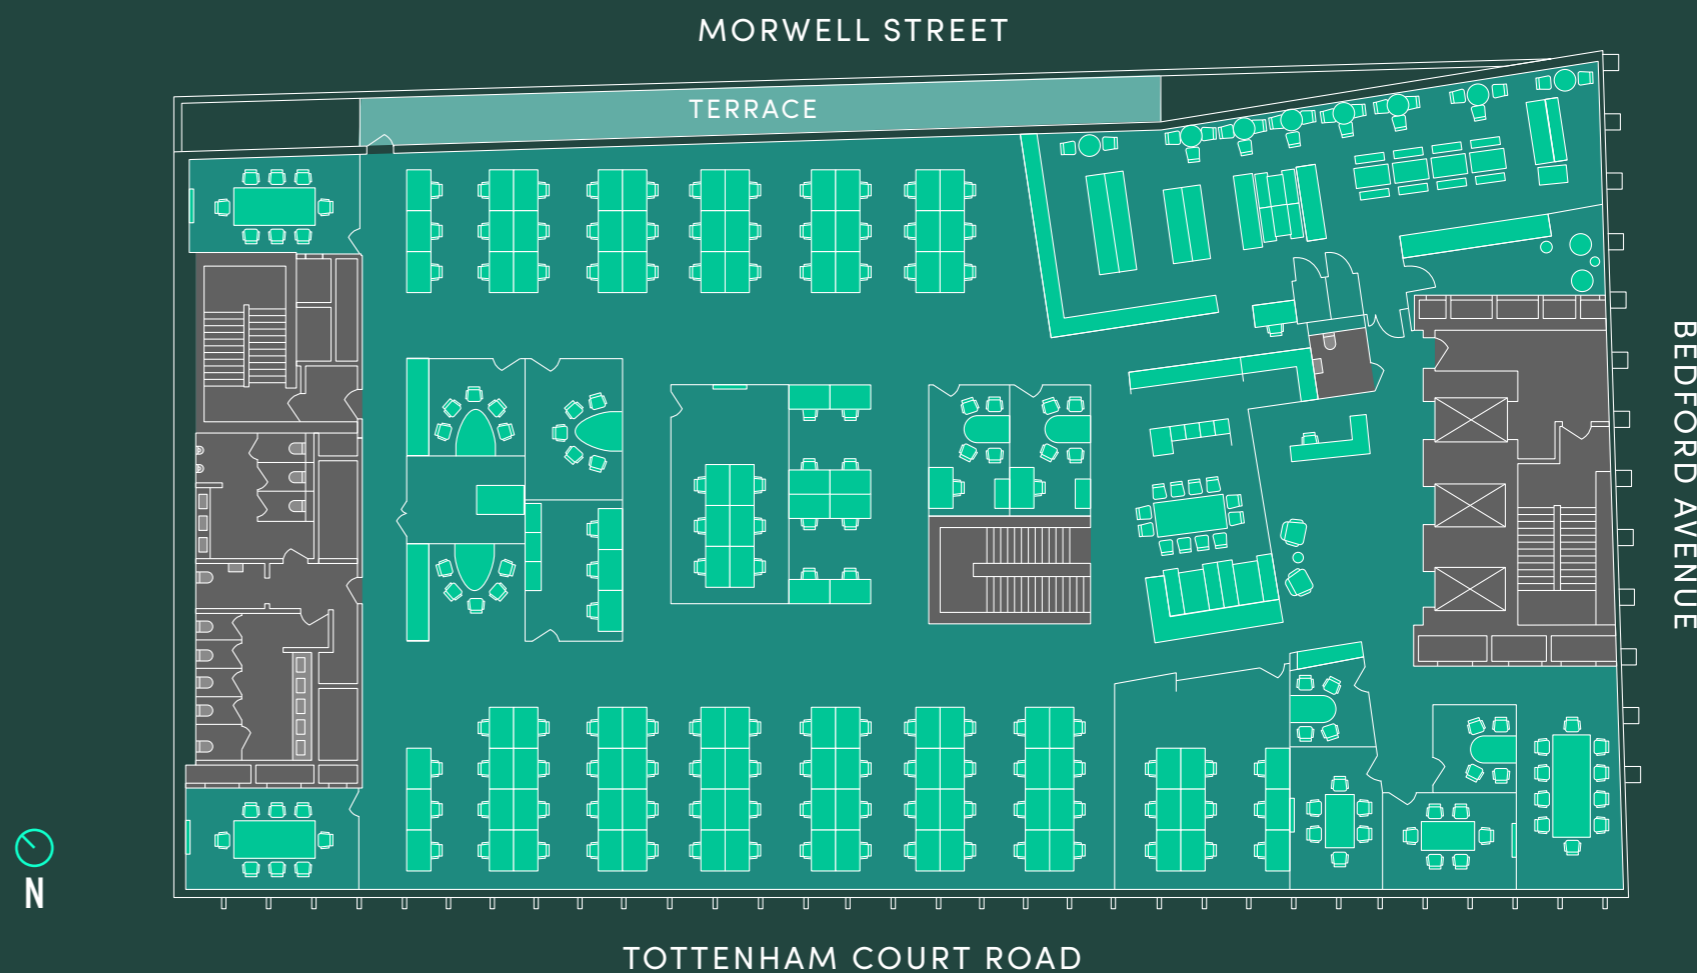 MORWELL STREET
TERRACE
BEDFORD AVENUE
N
TOTTENHAM COURT ROAD